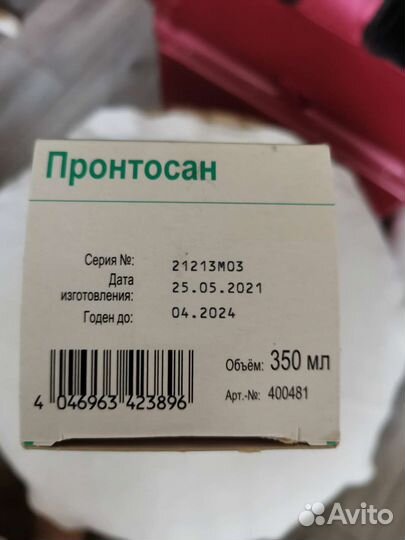 Пронтосан
Серия №: 21213M03
Дата
изготовления: 25.05.2021
Годен до: 04.2024
Объём: 350 мл
Арт.-№: 400481
4 046963 423896
Avito